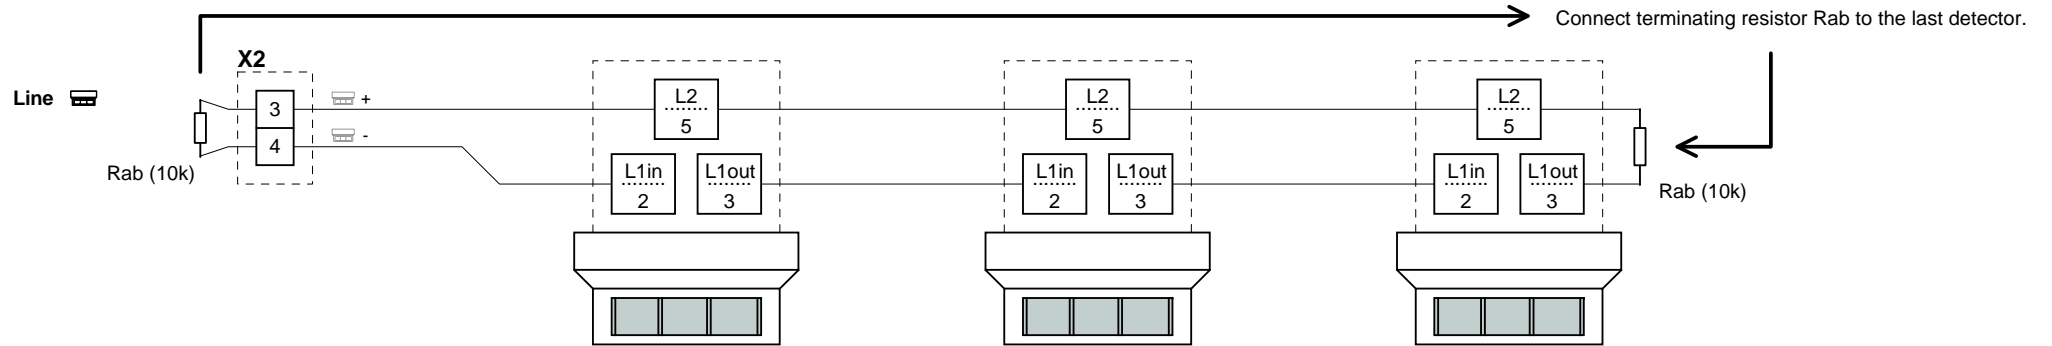 Connect terminating resistor Rab to the last detector.
X2
Line
3
+
4
-
Rab (10k)
L2
5
L1in
2
L1out
3
L2
5
L1in
2
L1out
3
L2
5
L1in
2
L1out
3
Rab (10k)